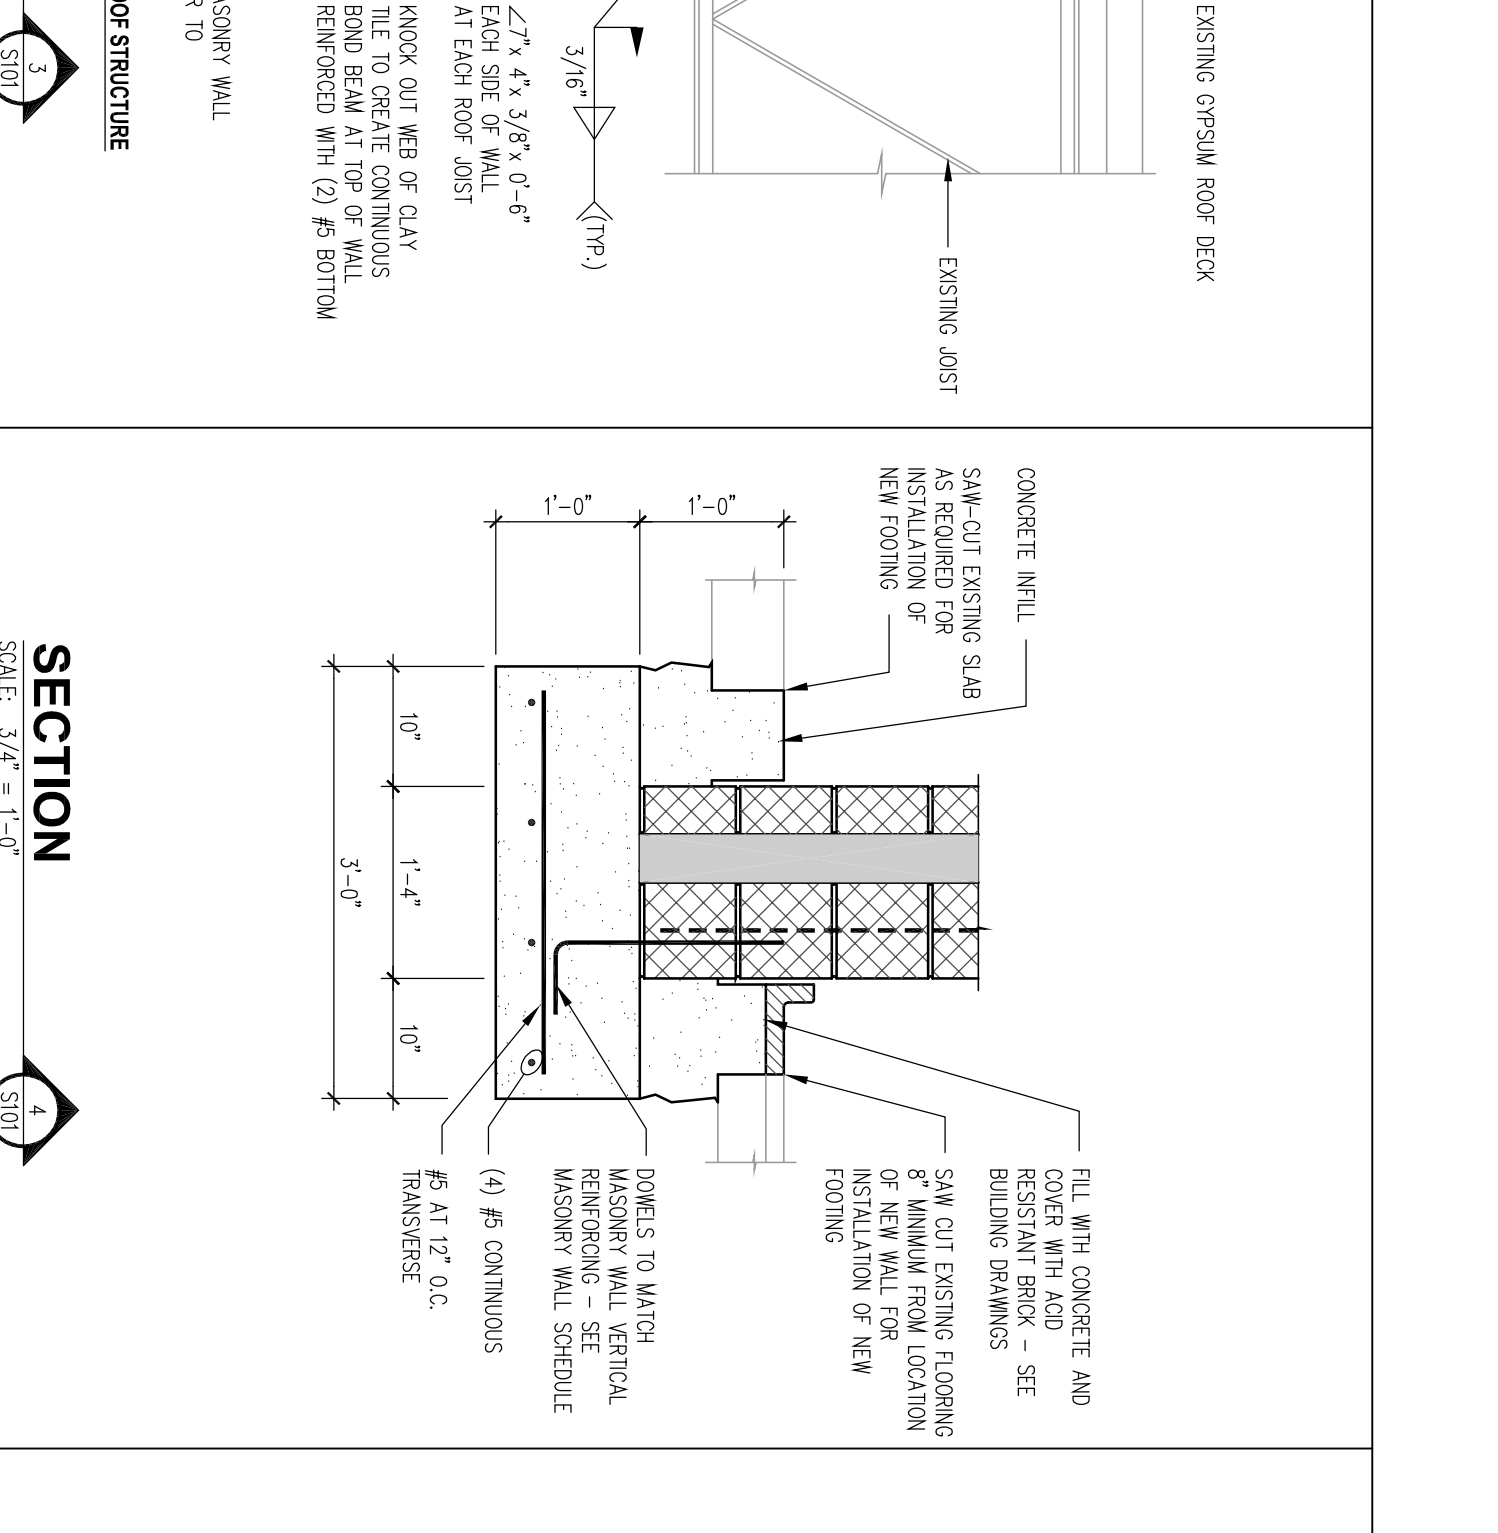 EXISTING GYPSUM ROOF DECK
EXISTING JOIST
3/16"
(TYP.)
∠7" x 4" x 3/8" x 0'-6"
EACH SIDE OF WALL
AT EACH ROOF JOIST
KNOCK OUT WEB OF CLAY
TILE TO CREATE CONTINUOUS
BOND BEAM AT TOP OF WALL
REINFORCED WITH (2) #5 BOTTOM
ASONRY WALL
R TO
OOF STRUCTURE
3
S101
CONCRETE INFILL
SAW-CUT EXISTING SLAB
AS REQUIRED FOR
INSTALLATION OF
NEW FOOTING
1'-0"
1'-0"
10"
1'-4"
10"
3'-0"
FILL WITH CONCRETE AND
COVER WITH ACID
RESISTANT BRICK - SEE
BUILDING DRAWINGS
SAW CUT EXISTING FLOORING
8" MINIMUM FROM LOCATION
OF NEW WALL FOR
INSTALLATION OF NEW
FOOTING
DOWELS TO MATCH
MASONRY WALL VERTICAL
REINFORCING - SEE
MASONRY WALL SCHEDULE
(4) #5 CONTINUOUS
#5 AT 12" O.C.
TRANSVERSE
SECTION
SCALE: 3/4" = 1'-0"
4
S101